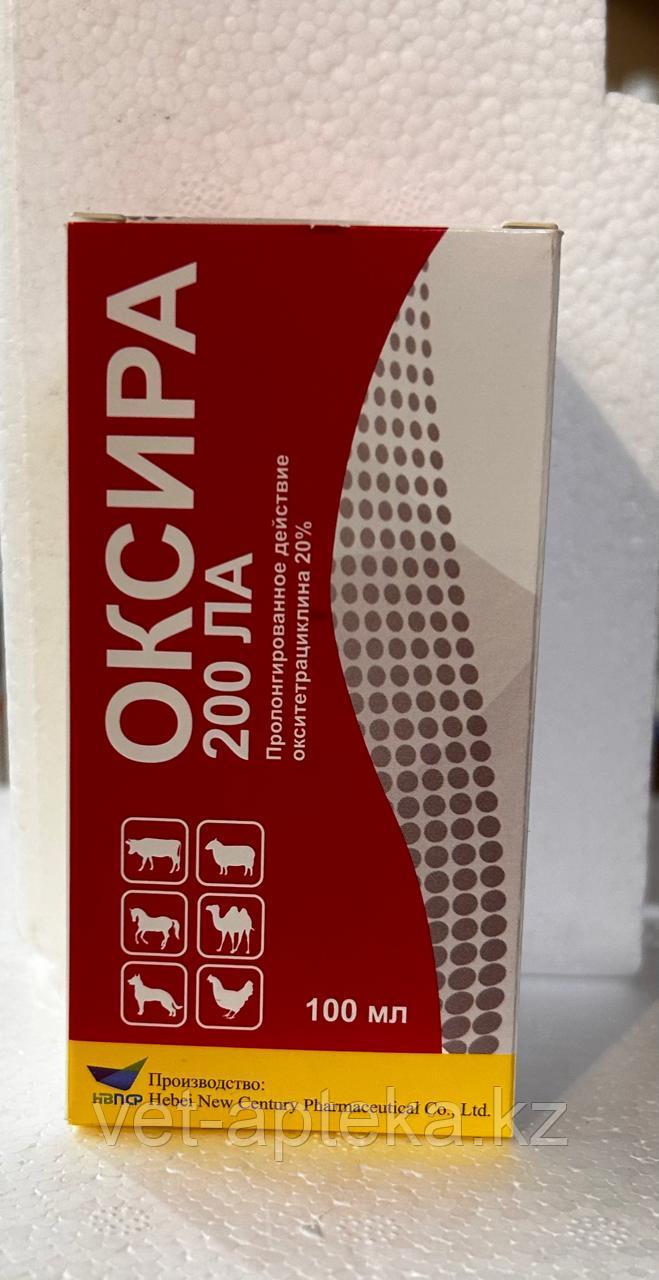 ОКСИРА
200 ЛА
Пролонгированное действие
окситетрациклина 20%
100 мл
НВПСР
Производство:
Hebei New Century Pharmaceutical Co., Ltd.
vet-apteka.kz